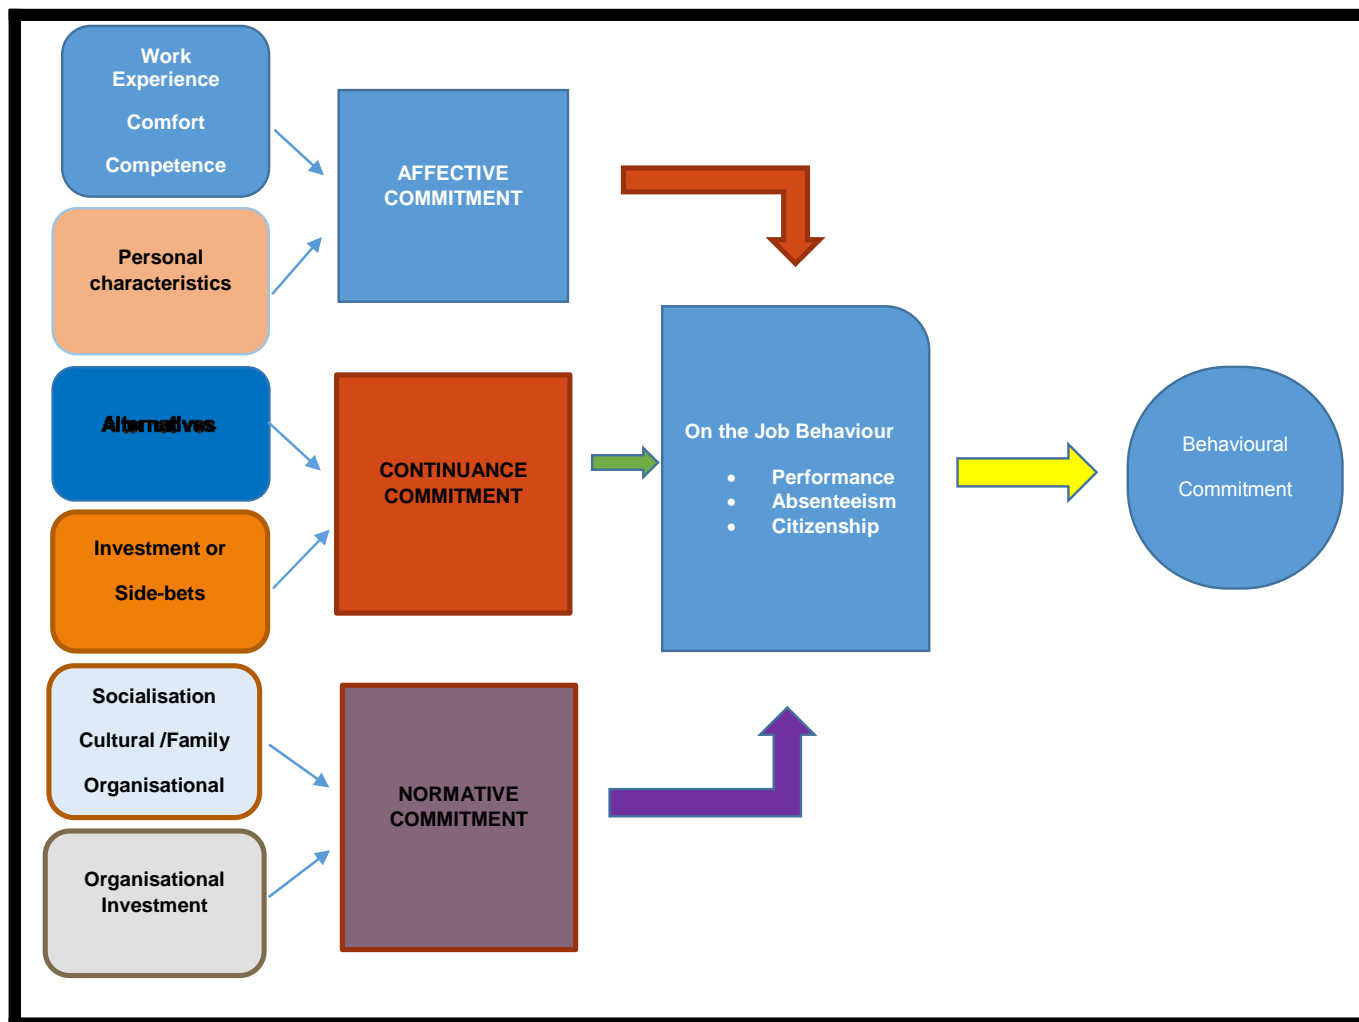 Work
Experience
Comfort
Competence
Personal
characteristics
Alternatives
Investment or
Side-bets
Socialisation
Cultural /Family
Organisational
Organisational
Investment
AFFECTIVE
COMMITMENT
CONTINUANCE
COMMITMENT
NORMATIVE
COMMITMENT
On the Job Behaviour
• Performance
• Absenteeism
• Citizenship
Behavioural
Commitment